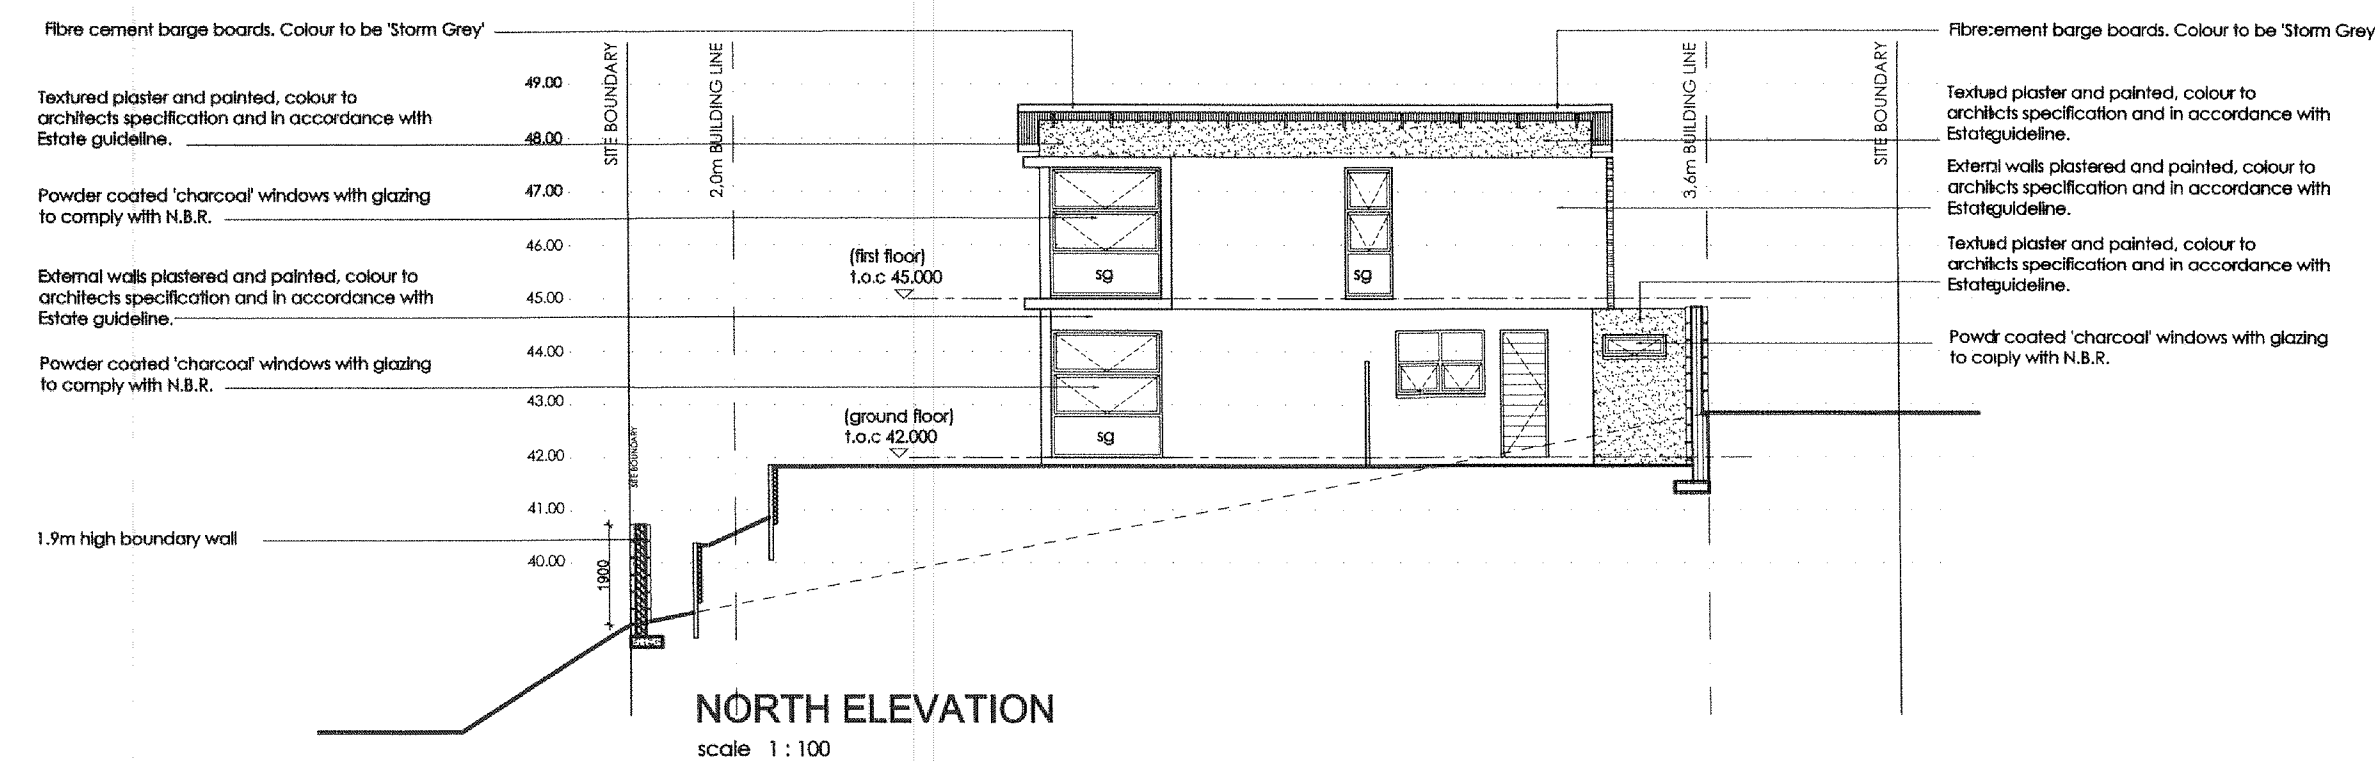 Fibre cement barge boards. Colour to be 'Storm Grey'
Textured plaster and painted, colour to
architects specification and in accordance with
Estate guideline.
Powder coated 'charcoal' windows with glazing
to comply with N.B.R.
External walls plastered and painted, colour to
architects specification and in accordance with
Estate guideline.
Powder coated 'charcoal' windows with glazing
to comply with N.B.R.
1.9m high boundary wall
49.00
48.00
47.00
46.00
45.00
44.00
43.00
42.00
41.00
40.00
1900
SITE BOUNDARY
SITE BOUNDARY
2,0m BUILDING LINE
(first floor)
t.o.c 45.000
(ground floor)
t.o.c 42.000
sg
sg
sg
3,6m BUILDING LINE
SITE BOUNDARY
Fibre:ement barge boards. Colour to be 'Storm Grey
Textued plaster and painted, colour to
architcts specification and in accordance with
Estateguideline.
Extern1l walls plastered and painted, colour to
architcts specification and in accordance with
Estateguideline.
Textued plaster and painted, colour to
architcts specification and in accordance with
Estateguideline.
Powdr coated 'charcoal' windows with glazing
to coiply with N.B.R.
NORTH ELEVATION
scale 1 : 100